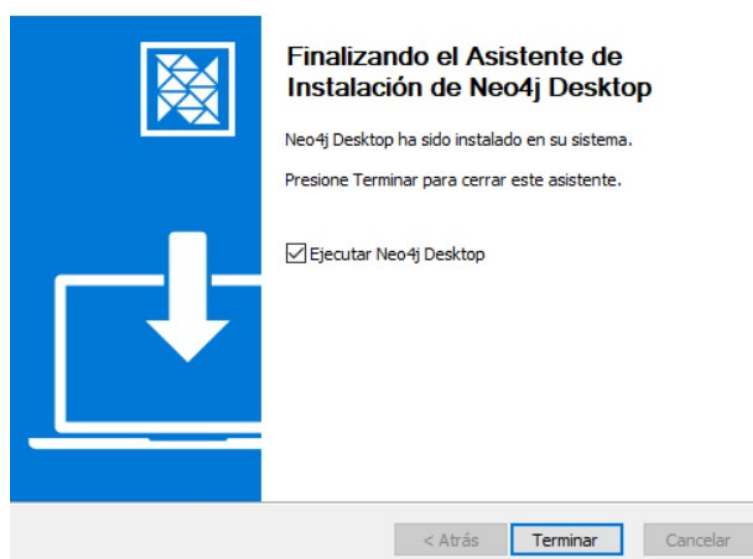 Finalizando el Asistente de
Instalación de Neo4j Desktop
Neo4j Desktop ha sido instalado en su sistema.
Presione Terminar para cerrar este asistente.
Ejecutar Neo4j Desktop
< Atrás
Terminar
Cancelar